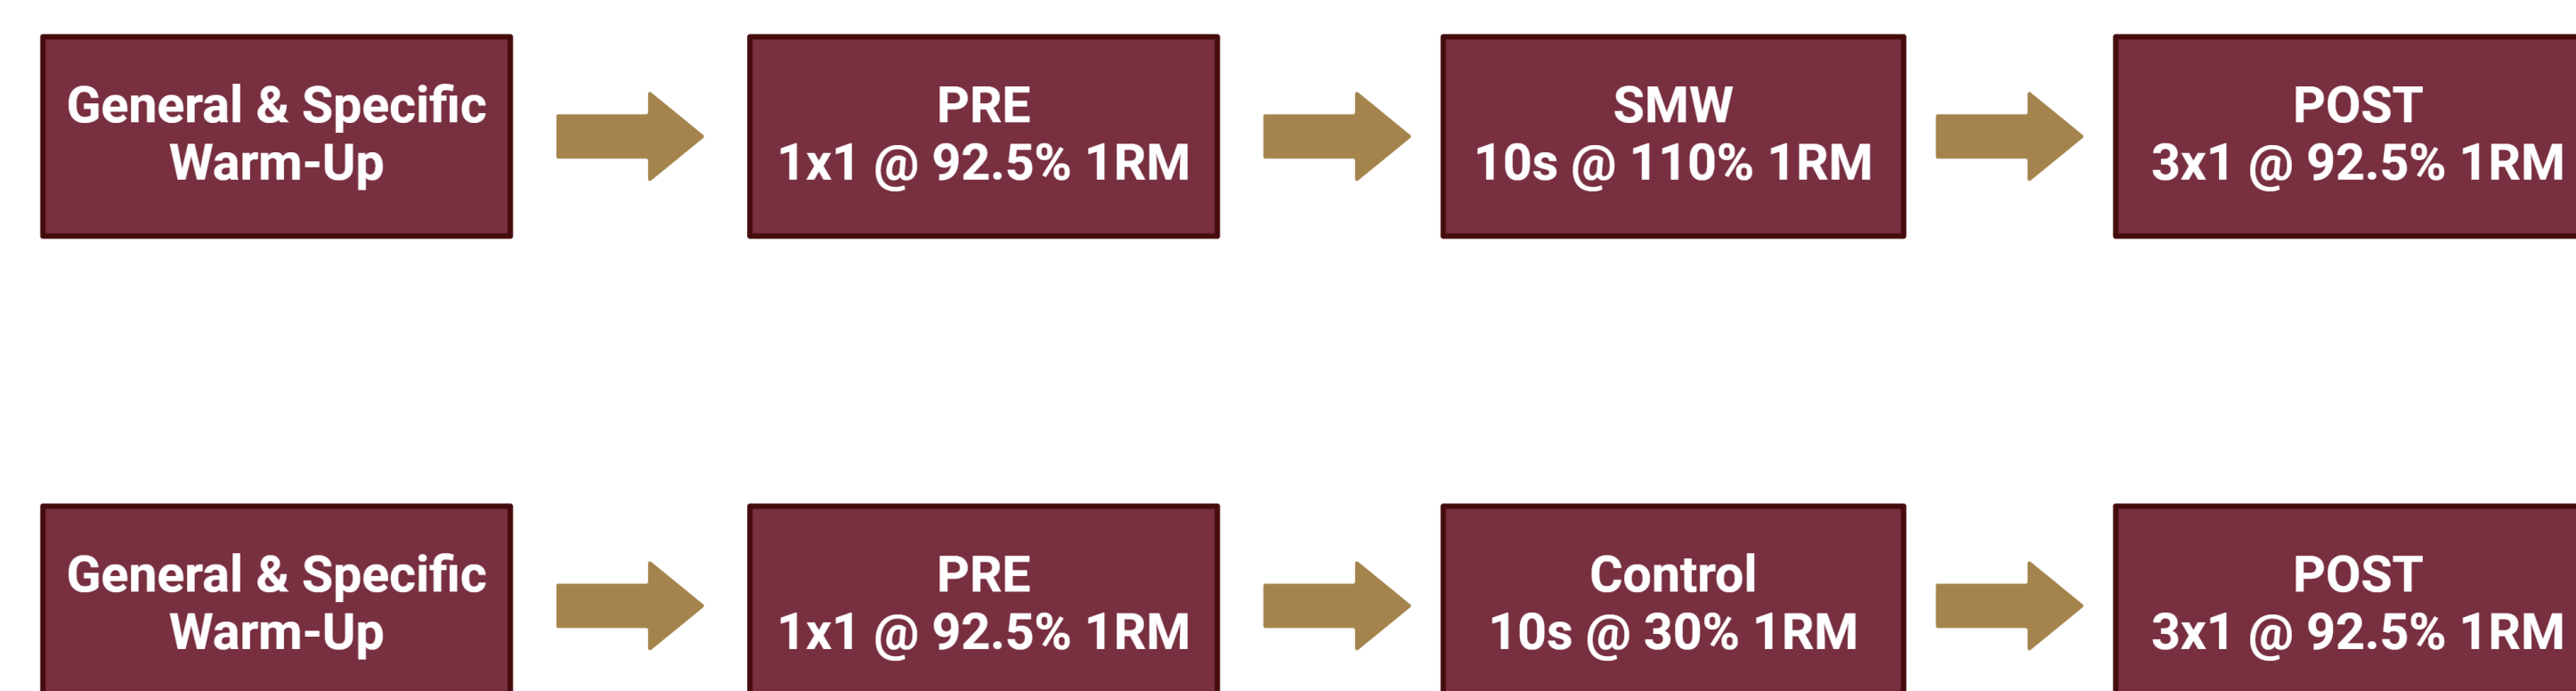 General & Specific
Warm-Up
PRE
1x1 @ 92.5% 1RM
SMW
10s @ 110% 1RM
POST
3x1 @ 92.5% 1RM
General & Specific
Warm-Up
PRE
1x1 @ 92.5% 1RM
Control
10s @ 30% 1RM
POST
3x1 @ 92.5% 1RM